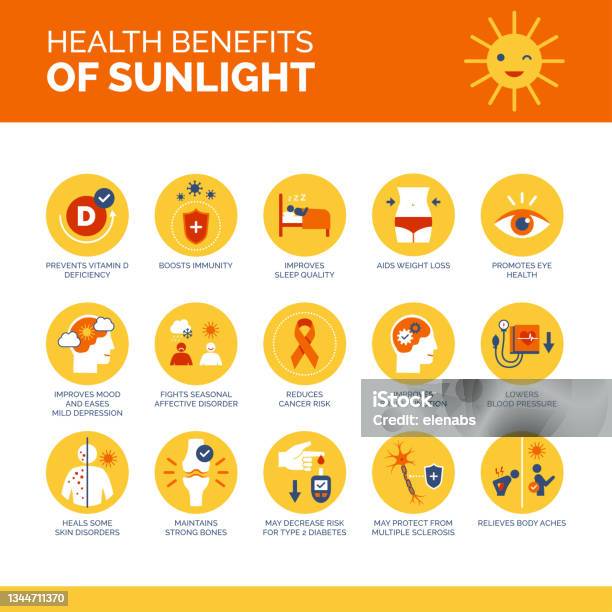 HEALTH BENEFITS
OF SUNLIGHT
D
PREVENTS VITAMIN D
DEFICIENCY
BOOSTS IMMUNITY
Z Z Z
IMPROVES
SLEEP QUALITY
AIDS WEIGHT LOSS
PROMOTES EYE
HEALTH
IMPROVES MOOD
AND EASES
MILD DEPRESSION
FIGHTS SEASONAL
AFFECTIVE DISORDER
REDUCES
CANCER RISK
IMPROVES
LOWERS
BLOOD PRESSURE
iStock
Credit: elenabs
HEALS SOME
SKIN DISORDERS
MAINTAINS
STRONG BONES
MAY DECREASE RISK
FOR TYPE 2 DIABETES
MAY PROTECT FROM
MULTIPLE SCLEROSIS
RELIEVES BODY ACHES
1344711370